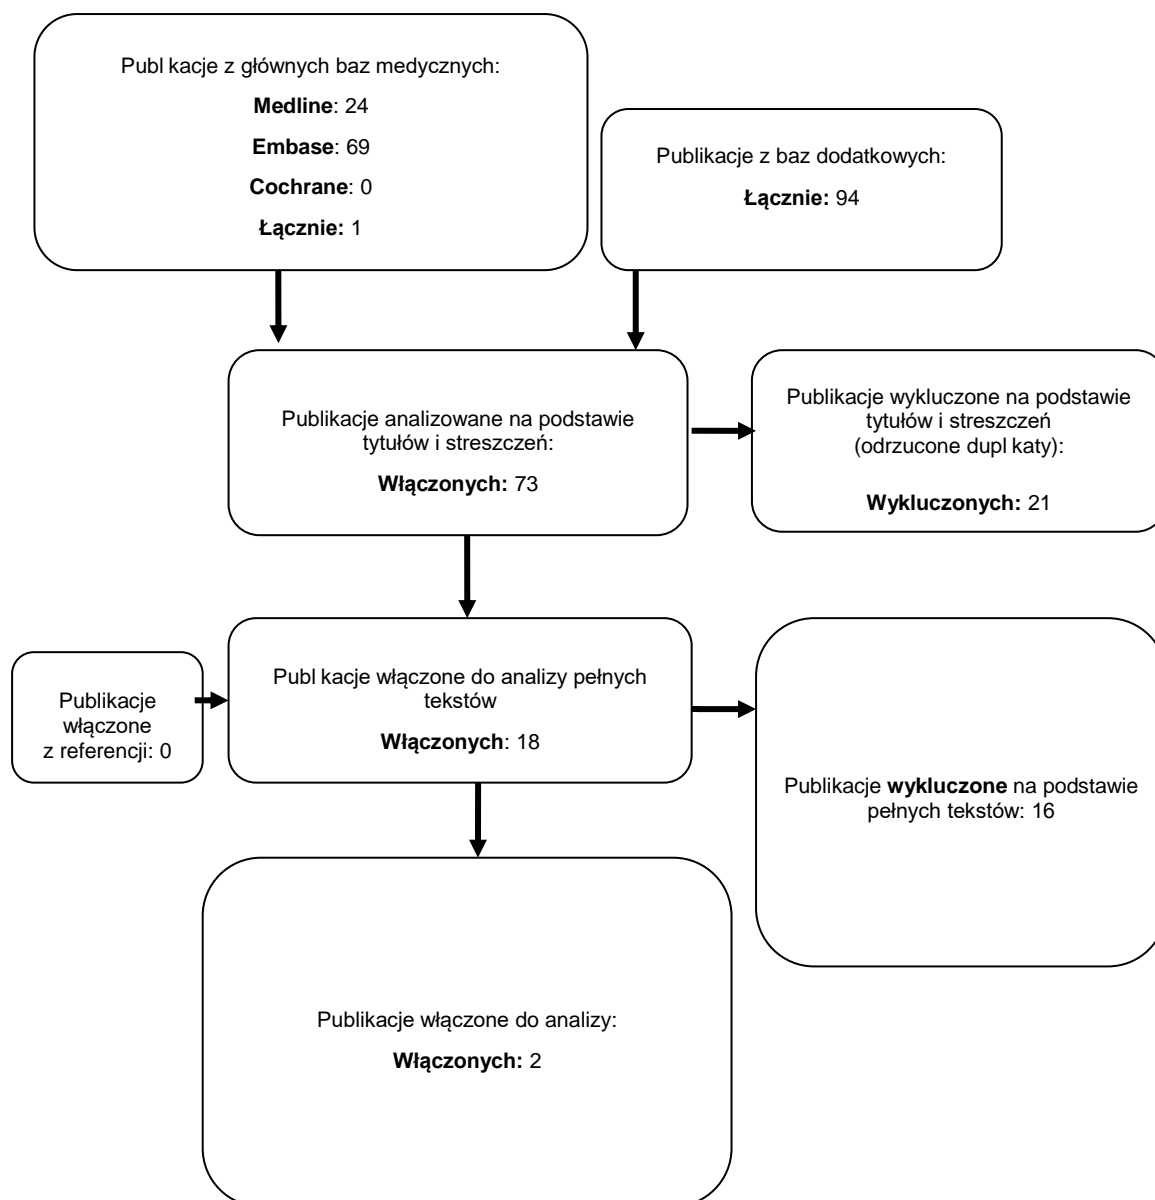 Publ kacje z głównych baz medycznych:
Medline: 24
Embase: 69
Cochrane: 0
Łącznie: 1
Publikacje z baz dodatkowych:
Łącznie: 94
Publikacje analizowane na podstawie
tytułów i streszczeń:
Włączonych: 73
Publikacje wykluczone na podstawie
tytułów i streszczeń
(odrzucone dupl katy):
Wykluczonych: 21
Publikacje
włączone
z referencji: 0
Publ kacje włączone do analizy pełnych
tekstów
Włączonych: 18
Publikacje wykluczone na podstawie
pełnych tekstów: 16
Publikacje włączone do analizy:
Włączonych: 2